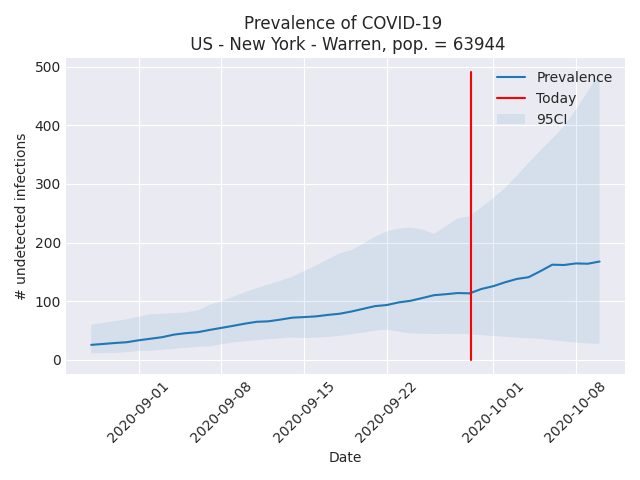 Prevalence of COVID-19
US - New York - Warren, pop. = 63944
# undetected infections
500
400
300
200
100
0
Prevalence
Today
95CI
2020-09-01
2020-09-08
2020-09-15
2020-09-22
2020-10-01
2020-10-08
Date